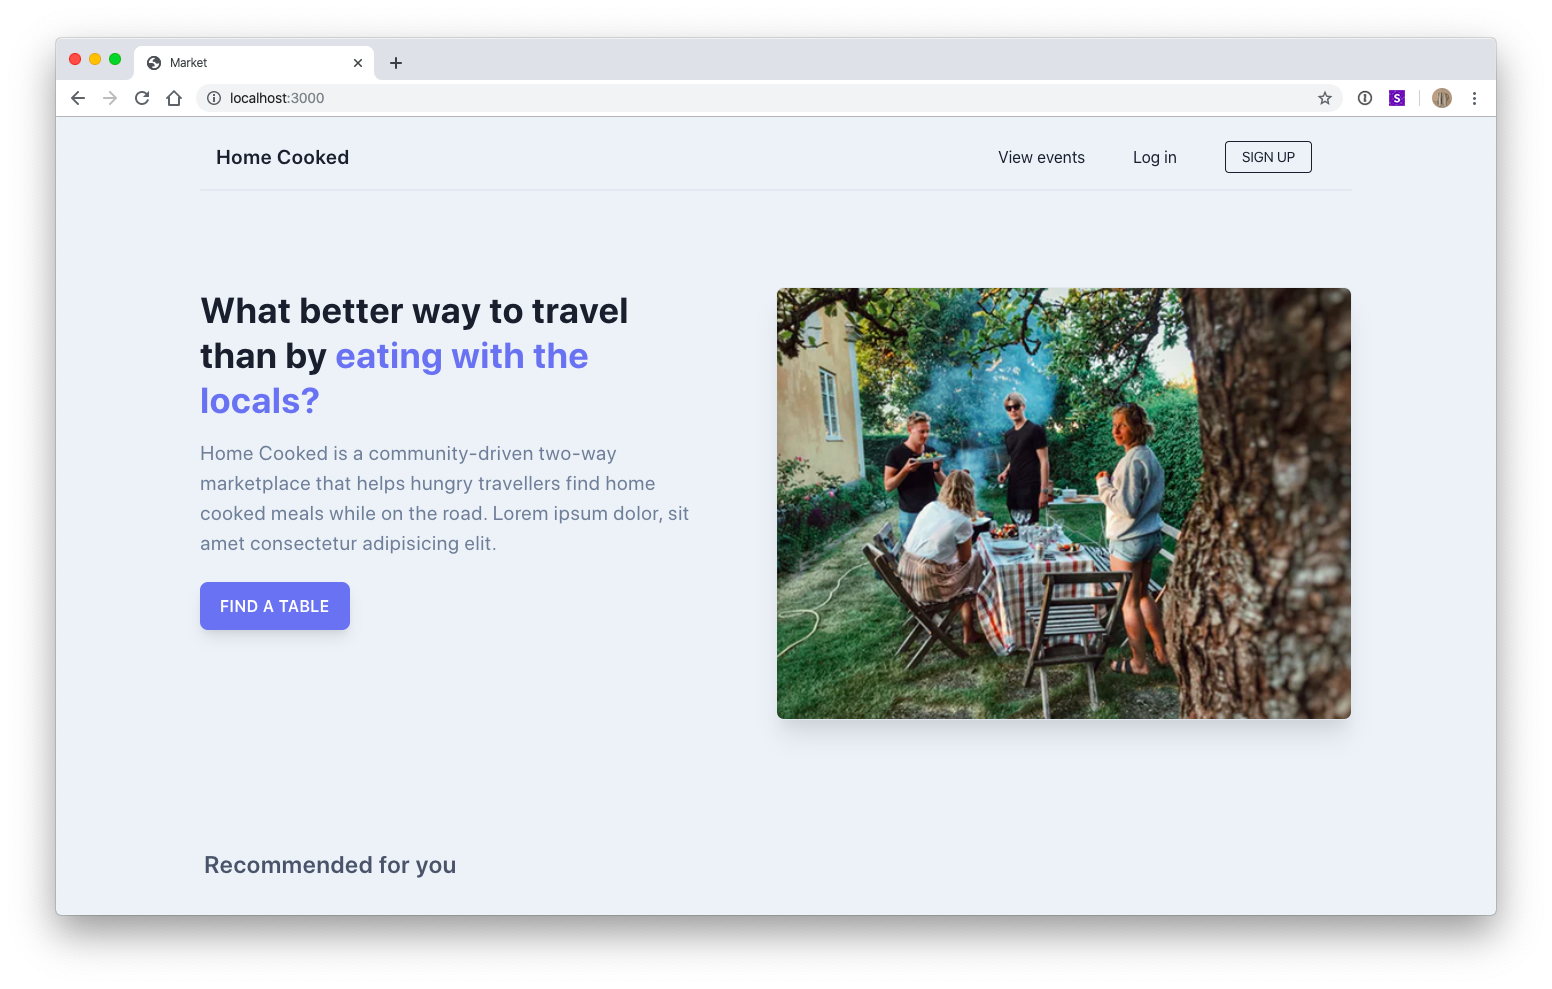 Market
localhost:3000
S
Home Cooked
View events
Log in
SIGN UP
What better way to travel
than by eating with the
locals?
Home Cooked is a community-driven two-way
marketplace that helps hungry travellers find home
cooked meals while on the road. Lorem ipsum dolor, sit
amet consectetur adipisicing elit.
FIND A TABLE
Recommended for you